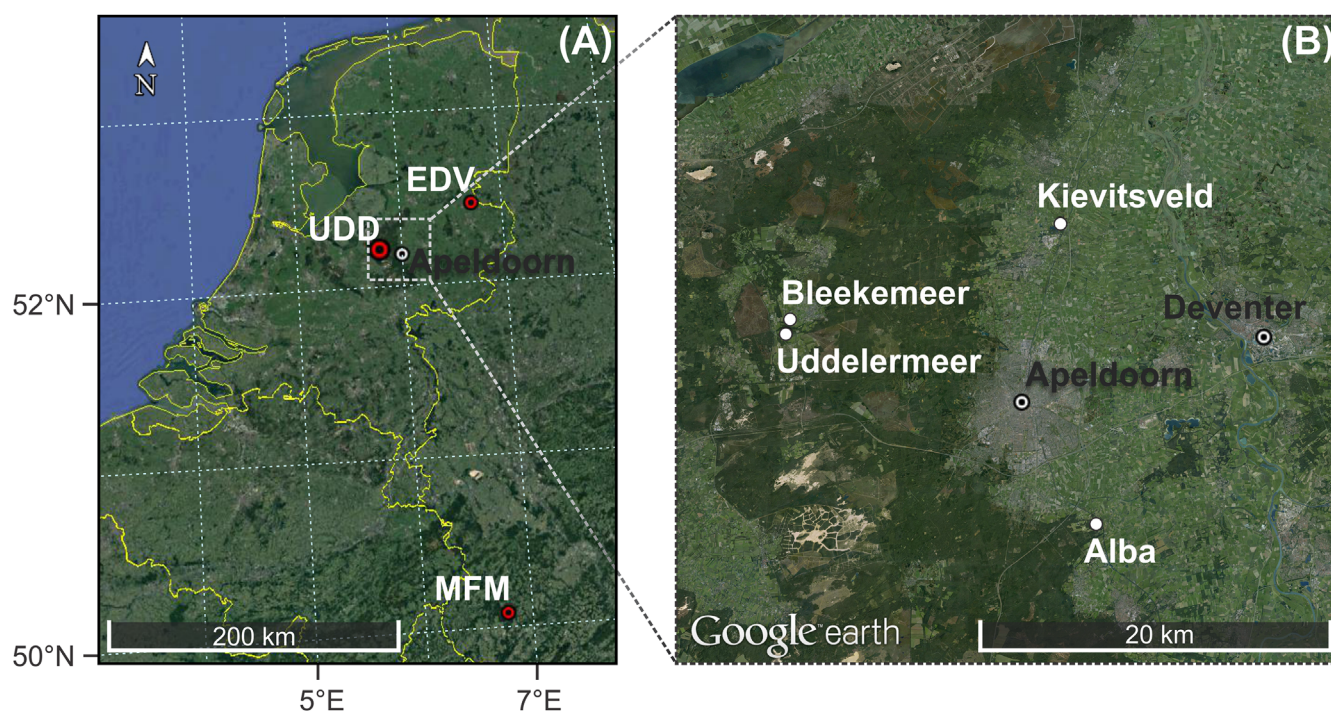 (A)
N
EDV
UDD
Apeldoorn
52°N
MFM
200 km
50°N
5°E
7°E
(B)
Kievitsveld
Bleekemeer
Deventer
Uddelermeer
Apeldoorn
Alba
Google earth
20 km